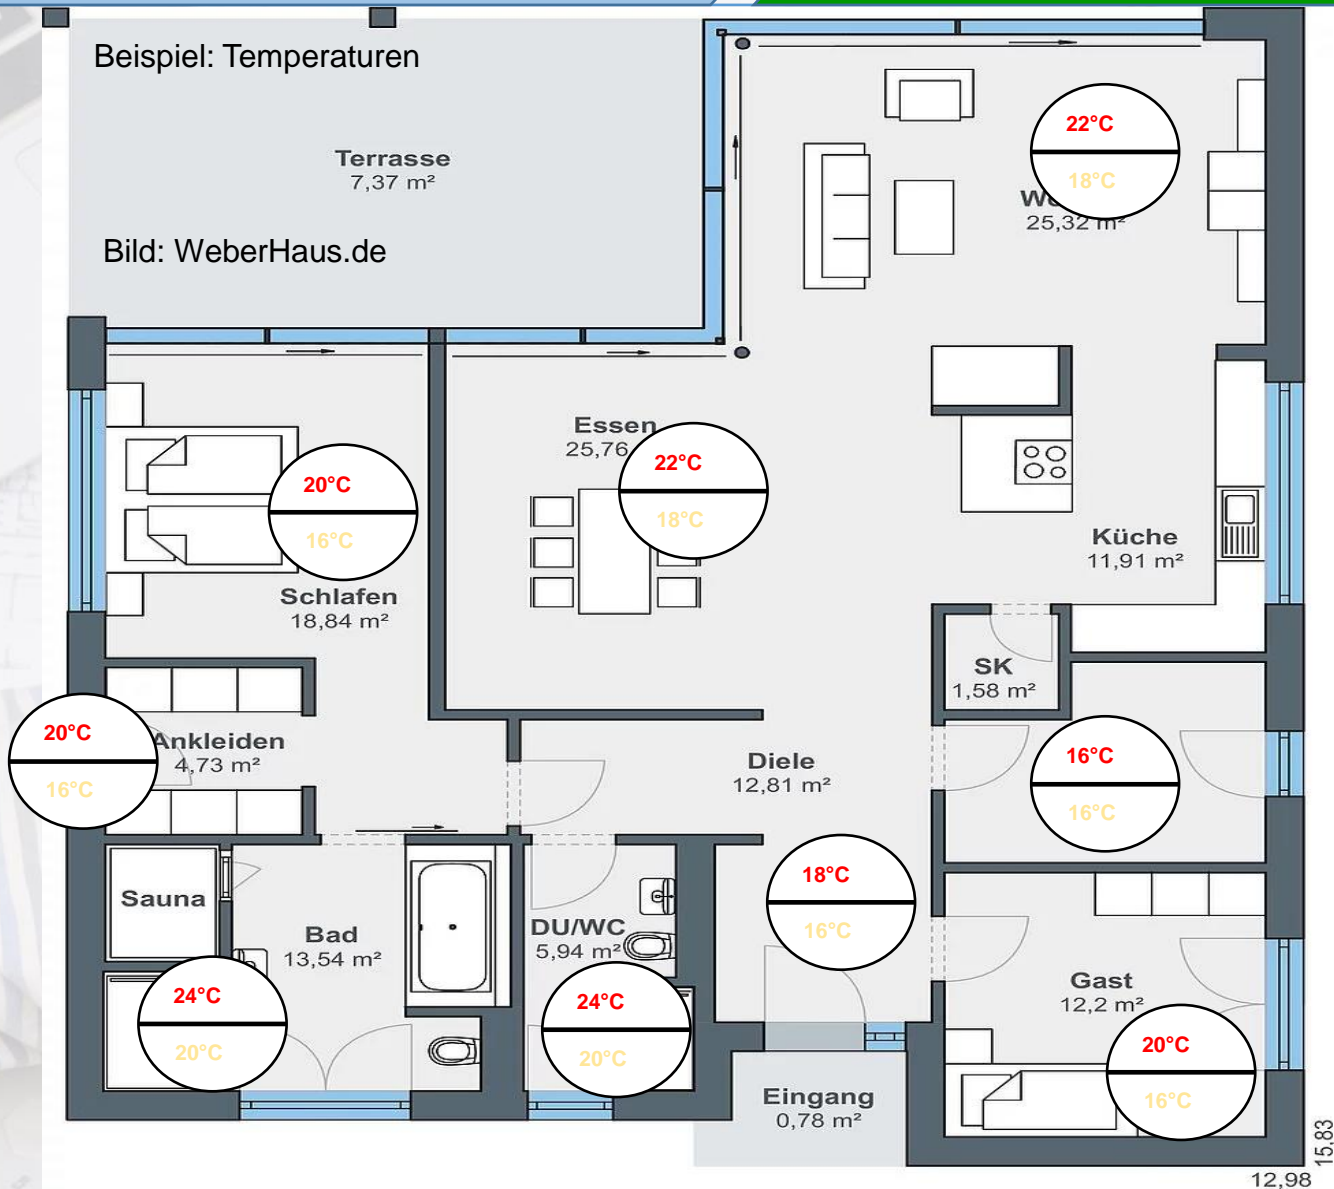 Beispiel: Temperaturen
Terrasse
7,37 m²
Bild: WeberHaus.de
22°C
18°C
25,32 m²
Essen
25,76
22°C
18°C
20°C
16°C
Schlafen
18,84 m²
Küche
11,91 m²
SK
1,58 m²
20°C
16°C
Ankleiden
4,73 m²
Diele
12,81 m²
16°C
16°C
Sauna
Bad
13,54 m²
DU/WC
5,94 m²
18°C
16°C
Gast
12,2 m²
24°C
20°C
24°C
20°C
20°C
16°C
Eingang
0,78 m²
15,83
12,98